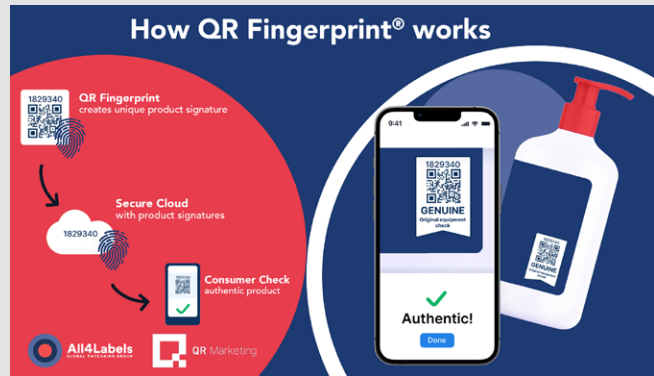 How QR Fingerprint® works
1829340
QR Fingerprint
creates unique product signature
Secure Cloud
with product signatures
1829340
Consumer Check
authentic product
All4Labels
GLOBAL PACKAGING GROUP
QR Marketing
9:41
1829340
GENUINE
Original equipment
check
Authentic!
Done
1829340
GENUINE